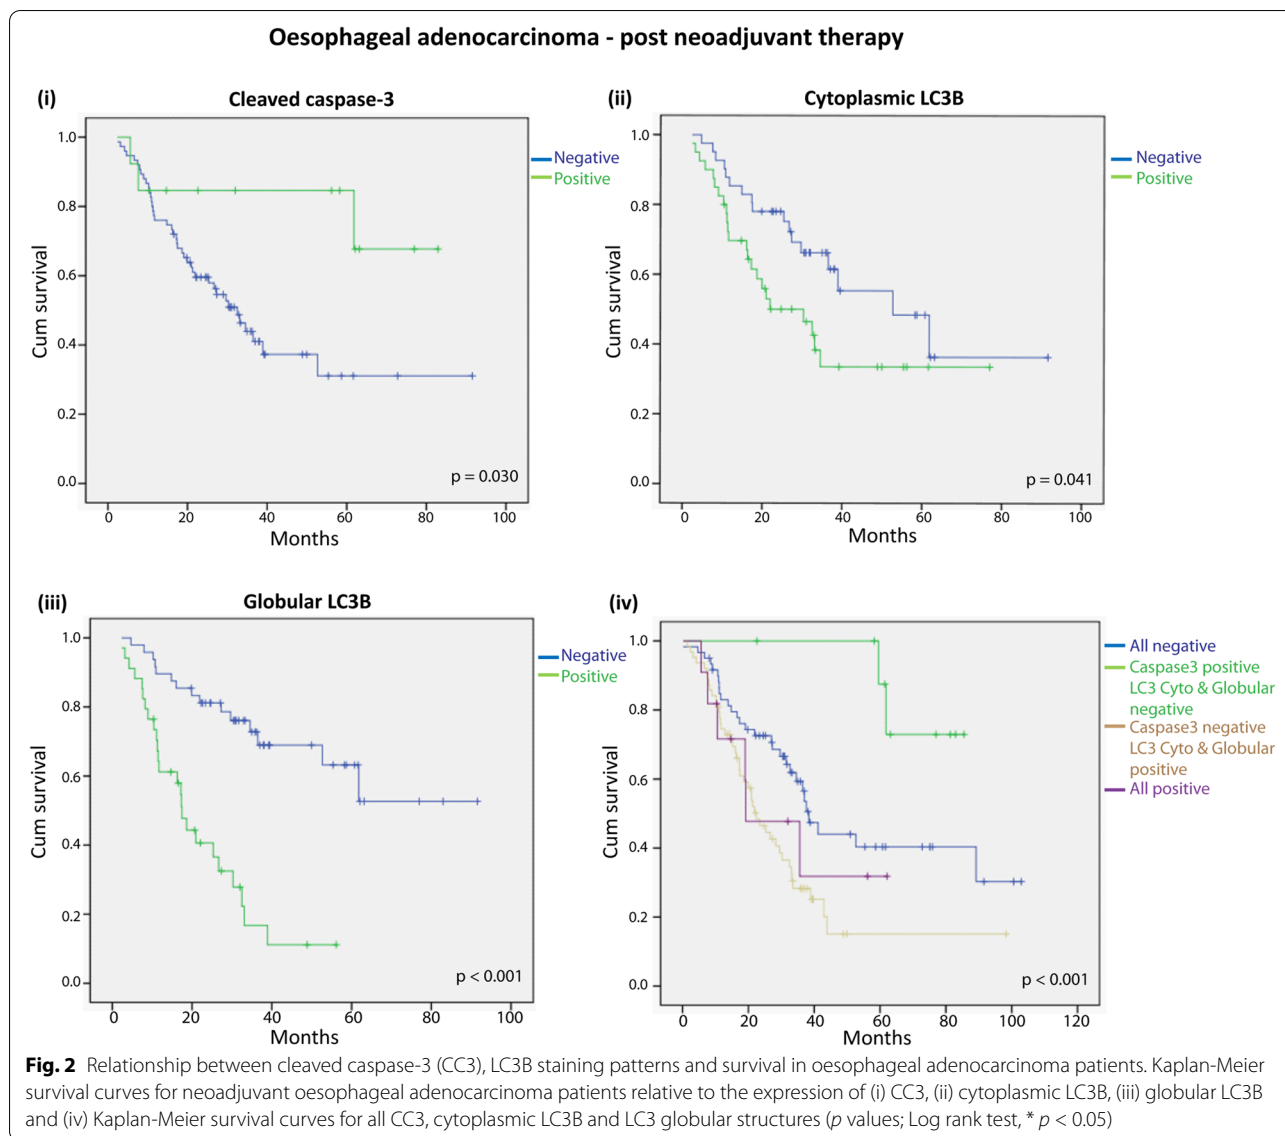 Oesophageal adenocarcinoma - post neoadjuvant therapy
(i)
Cleaved caspase-3
Cum survival
1.0
0.8
0.6
0.4
0.2
0.0
0 20 40 60 80 100
Months
Negative
Positive
p = 0.030
(ii)
Cytoplasmic LC3B
Cum survival
1.0
0.8
0.6
0.4
0.2
0.0
0 20 40 60 80 100
Months
Negative
Positive
p = 0.041
(iii)
Globular LC3B
Cum survival
1.0
0.8
0.6
0.4
0.2
0.0
0 20 40 60 80 100
Months
Negative
Positive
p < 0.001
(iv)
Cum survival
1.0
0.8
0.6
0.4
0.2
0.0
0 20 40 60 80 100 120
Months
All negative
Caspase3 positive
LC3 Cyto & Globular
negative
Caspase3 negative
LC3 Cyto & Globular
positive
All positive
p < 0.001
Fig. 2 Relationship between cleaved caspase-3 (CC3), LC3B staining patterns and survival in oesophageal adenocarcinoma patients. Kaplan-Meier
survival curves for neoadjuvant oesophageal adenocarcinoma patients relative to the expression of (i) CC3, (ii) cytoplasmic LC3B, (iii) globular LC3B
and (iv) Kaplan-Meier survival curves for all CC3, cytoplasmic LC3B and LC3 globular structures (p values; Log rank test, * p < 0.05)